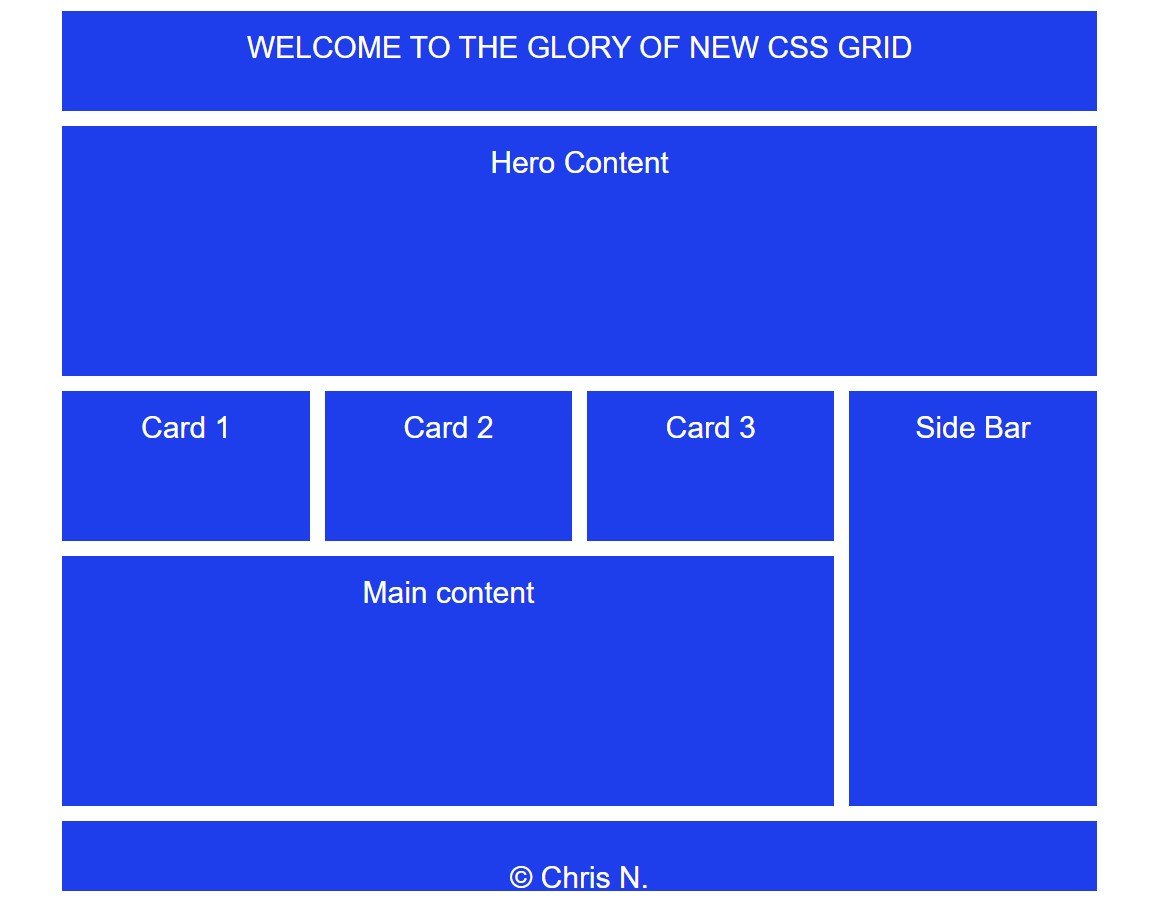 WELCOME TO THE GLORY OF NEW CSS GRID
Hero Content
Card 1
Card 2
Card 3
Side Bar
Main content
© Chris N.